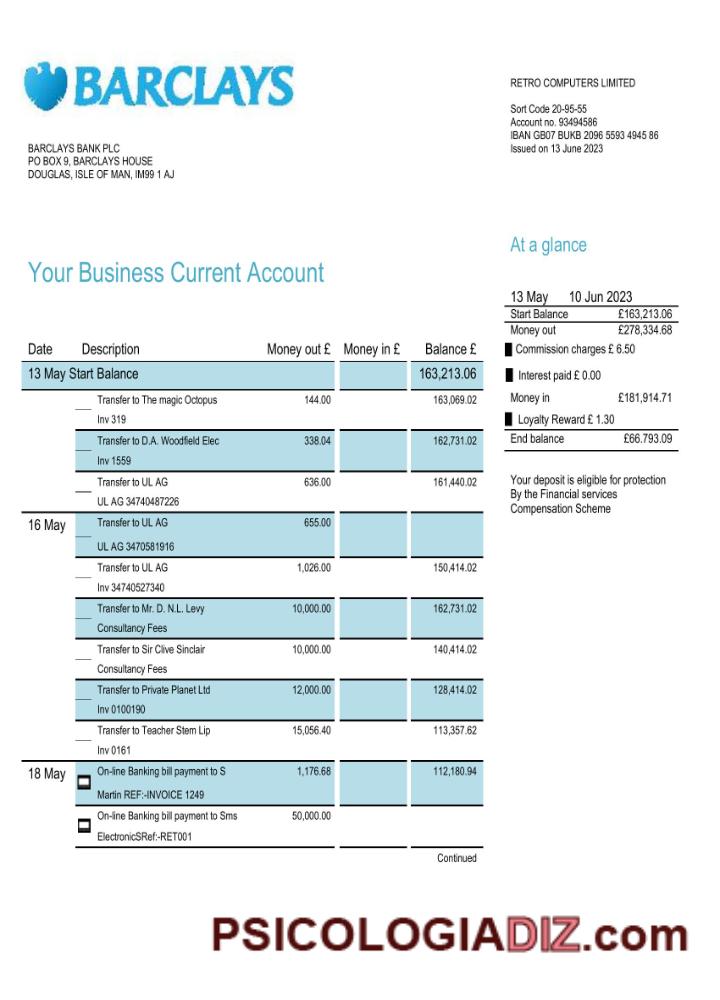 BARCLAYS
RETRO COMPUTERS LIMITED
Sort Code 20-95-55
Account no. 93494586
IBAN GB07 BUKB 2096 5593 4945 86
Issued on 13 June 2023
BARCLAYS BANK PLC
PO BOX 9, BARCLAYS HOUSE
DOUGLAS, ISLE OF MAN, IM99 1 AJ
Your Business Current Account
At a glance
13 May 10 Jun 2023
Start Balance £163,213.06
Money out £278,334.68
Commission charges £ 6.50
Interest paid £ 0.00
Money in £181,914.71
Loyalty Reward £ 1.30
End balance £66.793.09
Your deposit is eligible for protection
By the Financial services
Compensation Scheme
Date Description Money out £ Money in £ Balance £
13 May Start Balance 163,213.06
Transfer to The magic Octopus 144.00 163,069.02
Inv 319
Transfer to D.A. Woodfield Elec 338.04 162,731.02
Inv 1559
Transfer to UL AG 636.00 161,440.02
UL AG 34740487226
16 May Transfer to UL AG 655.00
UL AG 3470581916
Transfer to UL AG 1,026.00 150,414.02
Inv 34740527340
Transfer to Mr. D. N.L. Levy 10,000.00 162,731.02
Consultancy Fees
Transfer to Sir Clive Sinclair 10,000.00 140,414.02
Consultancy Fees
Transfer to Private Planet Ltd 12,000.00 128,414.02
Inv 0100190
Transfer to Teacher Stem Lip 15,056.40 113,357.62
Inv 0161
18 May On-line Banking bill payment to S 1,176.68 112,180.94
Martin REF:-INVOICE 1249
On-line Banking bill payment to Sms 50,000.00
ElectronicSRef:-RET001
Continued
PSICOLOGIADIZ.com